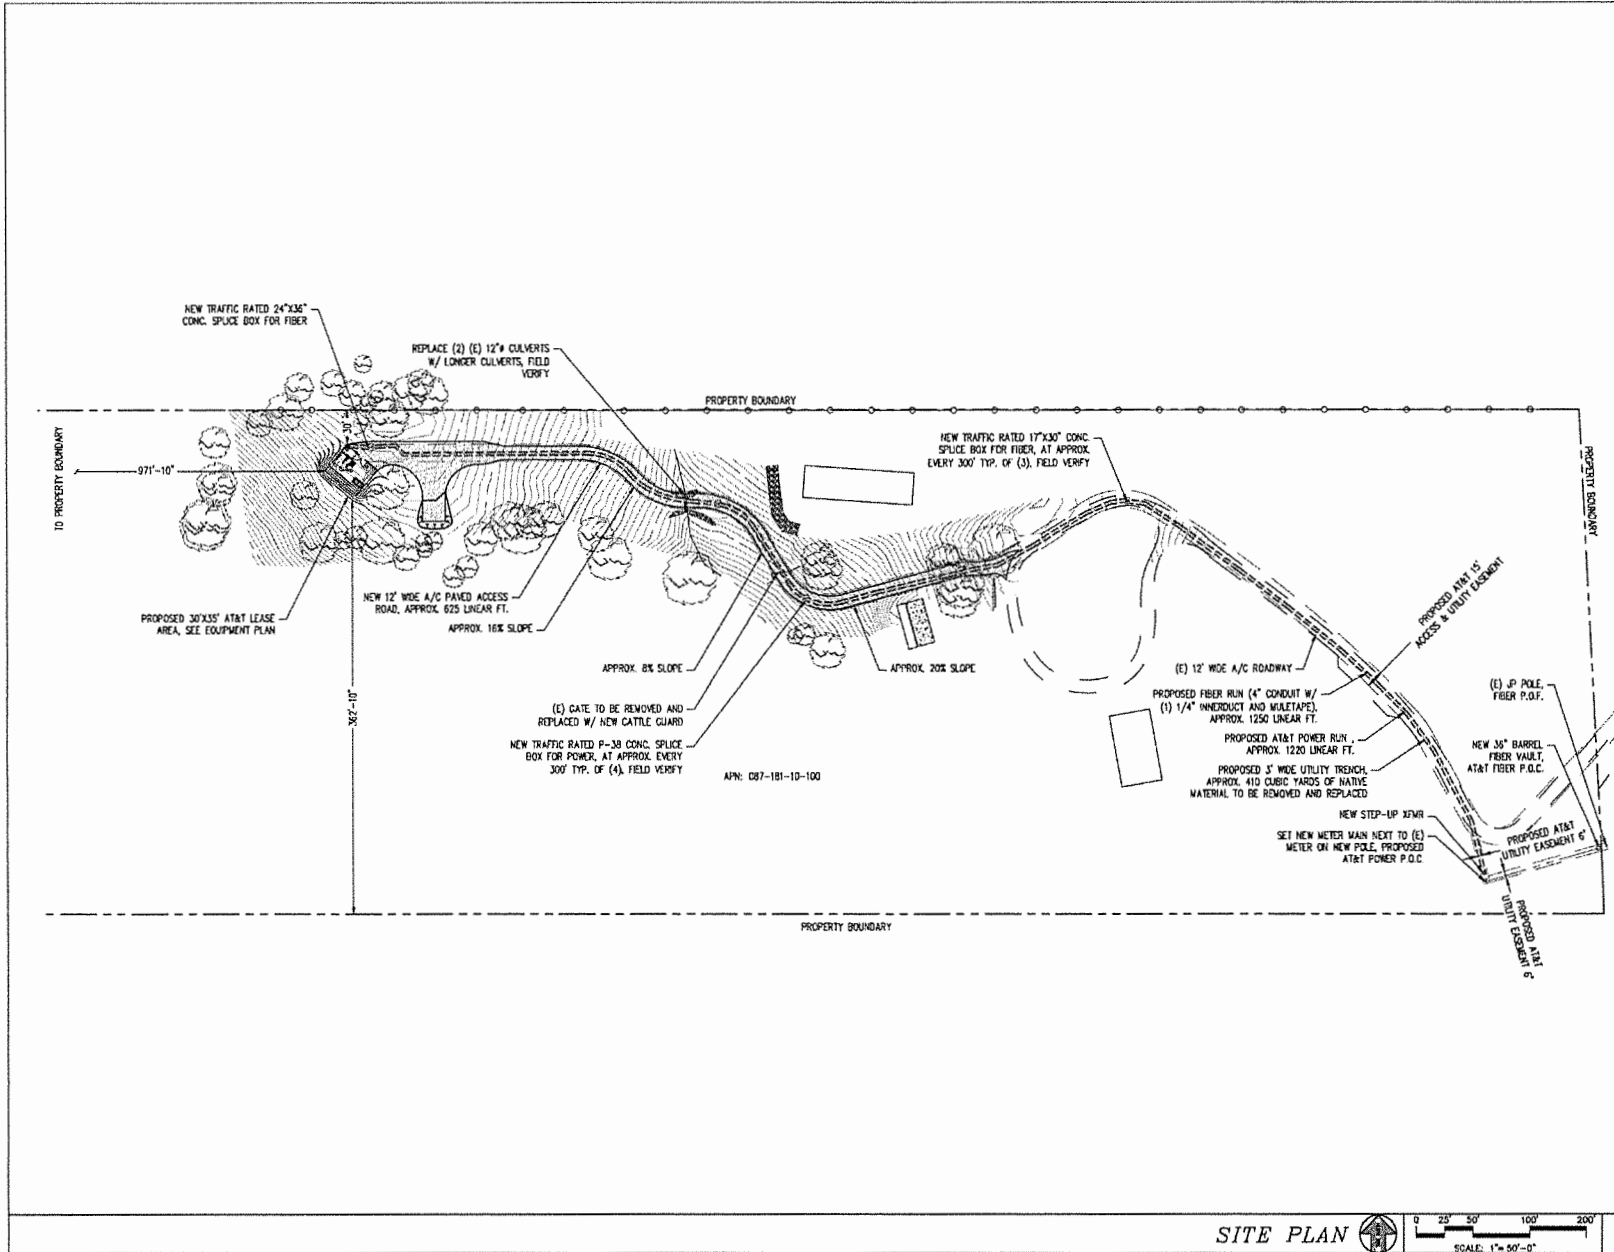 NEW TRAFFIC RATED 24"X36"
CONC. SPLICE BOX FOR FIBER
REPLACE (2) (E) 12"ø CULVERTS
W/ LONGER CULVERTS, FIELD
VERIFY
PROPERTY BOUNDARY
30'
TO PROPERTY BOUNDARY
971'-10"
NEW TRAFFIC RATED 17"X30" CONC.
SPLICE BOX FOR FIBER, AT APPROX.
EVERY 300' TYP. OF (3), FIELD VERIFY
PROPERTY BOUNDARY
PROPOSED AT&T 15'
ACCESS & UTILITY EASEMENT
NEW 12' WIDE A/C PAVED ACCESS
ROAD, APPROX. 625 LINEAR FT.
APPROX. 16% SLOPE
PROPOSED 30'X35' AT&T LEASE
AREA, SEE EQUIPMENT PLAN
APPROX. 8% SLOPE
APPROX. 20% SLOPE
(E) 12' WIDE A/C ROADWAY
362'-10"
(E) GATE TO BE REMOVED AND
REPLACED W/ NEW CATTLE GUARD
PROPOSED FIBER RUN (4" CONDUIT W/
(1) 1/4" INNERDUCT AND MULETAPE),
APPROX. 1250 LINEAR FT.
(E) JP POLE,
FIBER P.O.F.
NEW TRAFFIC RATED P-38 CONC. SPLICE
BOX FOR POWER, AT APPROX. EVERY
300' TYP. OF (4), FIELD VERIFY
APN: 087-181-10-100
PROPOSED AT&T POWER RUN,
APPROX. 1220 LINEAR FT.
NEW 36" BARREL
FIBER VAULT,
AT&T FIBER P.O.C.
PROPOSED 3' WIDE UTILITY TRENCH,
APPROX. 410 CUBIC YARDS OF NATIVE
MATERIAL TO BE REMOVED AND REPLACED
NEW STEP-UP XFMR
SET NEW METER MAIN NEXT TO (E)
METER ON NEW POLE, PROPOSED
AT&T POWER P.O.C.
PROPOSED AT&T
UTILITY EASEMENT 6'
PROPOSED AT&T
UTILITY EASEMENT 6'
PROPERTY BOUNDARY
SITE PLAN
0 25' 50' 100' 200'
SCALE: 1"= 50'-0"